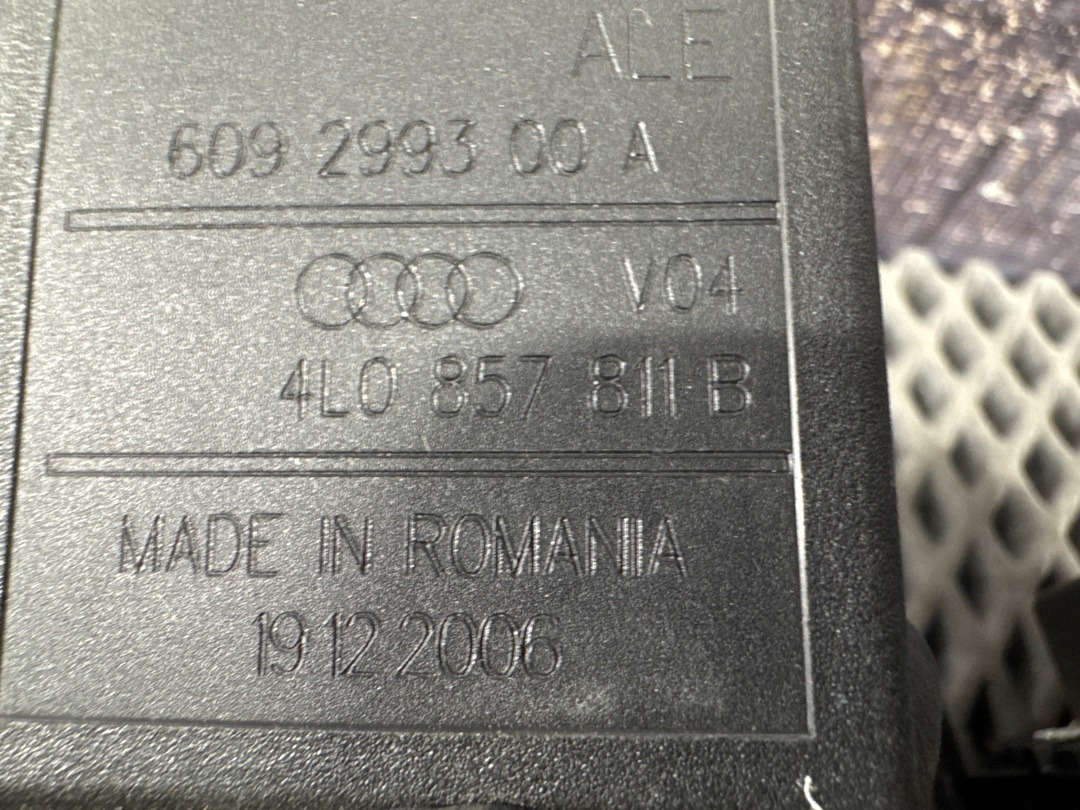 ALE
609 2993 00 A
V04
4L0 857 811 B
MADE IN ROMANIA
19 12 2006